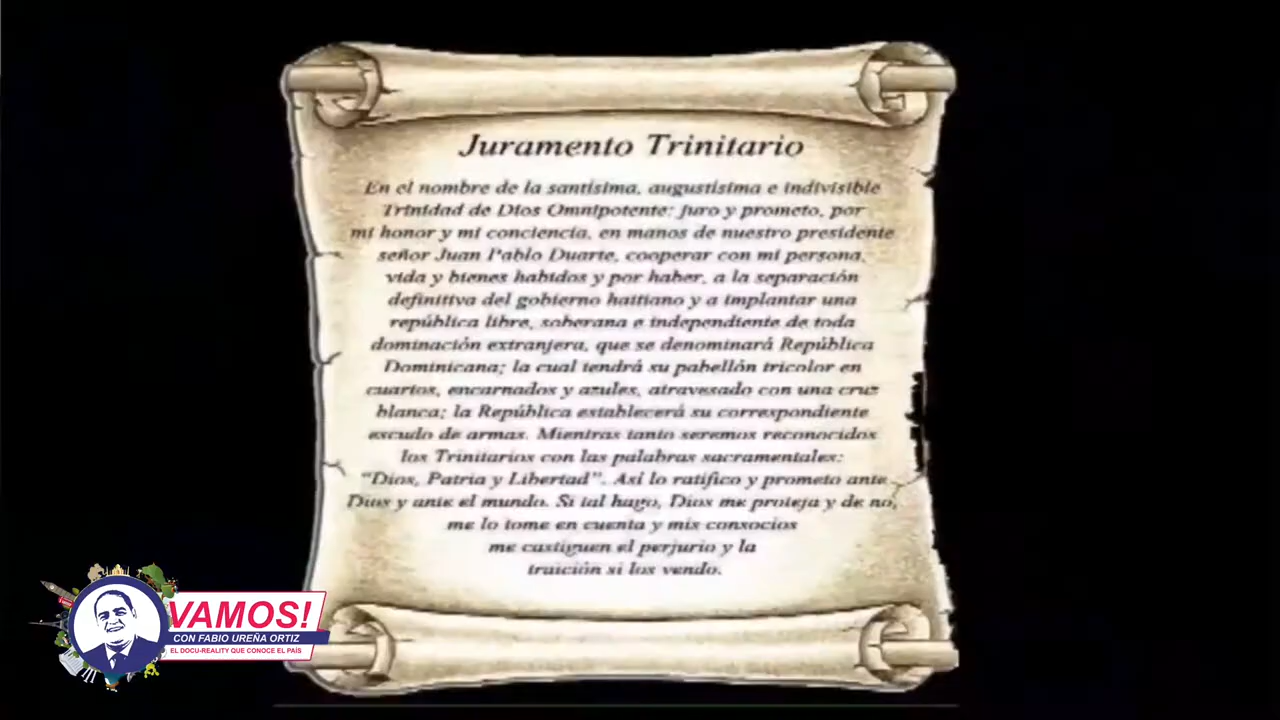 Juramento Trinitario
En el nombre de la santísima, augustísima e indivisible
Trinidad de Dios Omnipotente: juro y prometo, por
mi honor y mi conciencia, en manos de nuestro presidente
señor Juan Pablo Duarte, cooperar con mi persona,
vida y bienes habidos y por haber, a la separación
definitiva del gobierno haitiano y a implantar una
república libre, soberana e independiente de toda
dominación extranjera, que se denominará República
Dominicana; la cual tendrá su pabellón tricolor en
cuartos, encarnados y azules, atravesado con una cruz
blanca; la República establecerá su correspondiente
escudo de armas. Mientras tanto seremos reconocidos
los Trinitarios con las palabras sacramentales:
“Dios, Patria y Libertad”. Así lo ratifico y prometo ante
Dios y ante el mundo. Si tal hago, Dios me proteja y de no,
me lo tome en cuenta y mis consocios
me castiguen el perjurio y la
traición si los vendo.
VAMOS!
CON FABIO UREÑA ORTIZ
EL DOCU-REALITY QUE CONOCE EL PAÍS